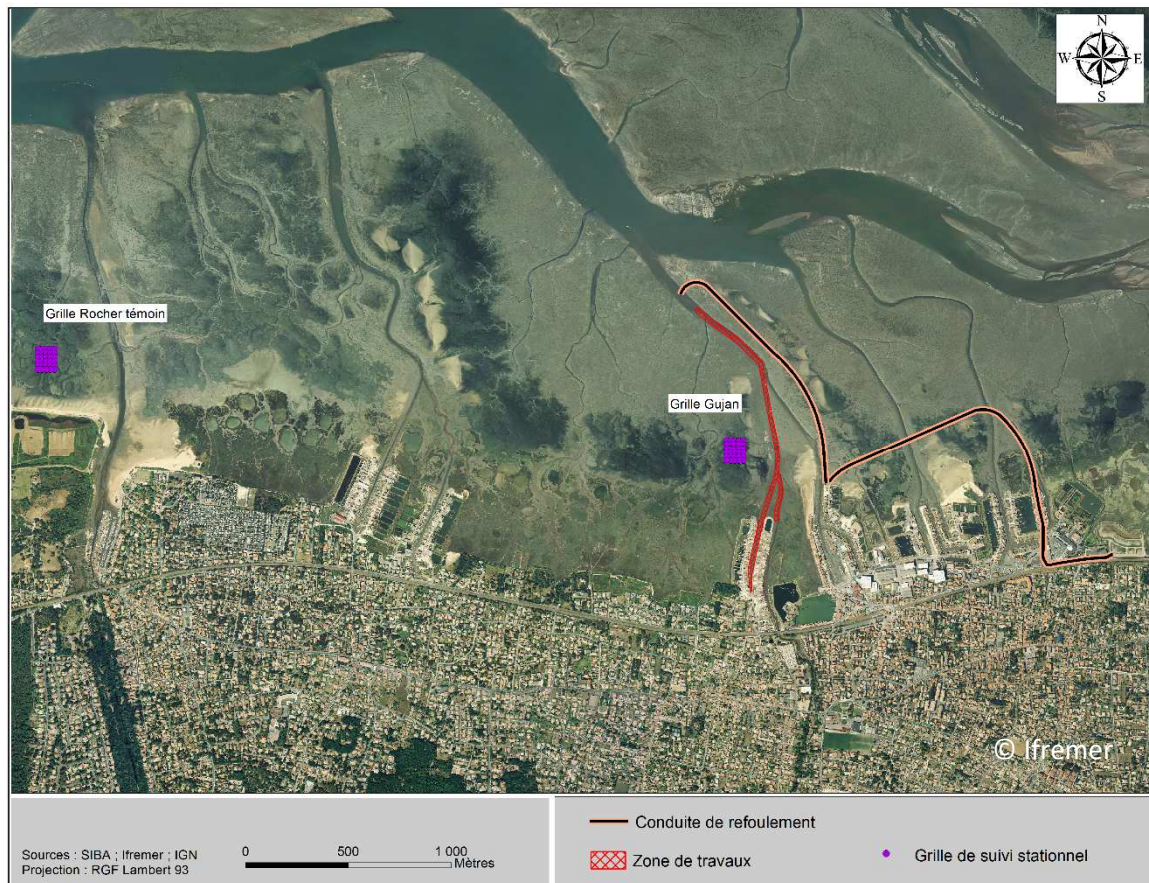 N
W E
S
Grille Rocher témoin
Grille Gujan
© Ifremer
Sources : SIBA ; Ifremer ; IGN
Projection : RGF Lambert 93
0 500 1 000
Mètres
Conduite de refoulement
Zone de travaux
Grille de suivi stationnel